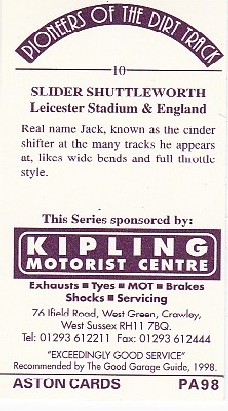 PIONEERS OF THE DIRT TRACK
10
SLIDER SHUTTLEWORTH
Leicester Stadium & England
Real name Jack, known as the cinder
shifter at the many tracks he appears
at, likes wide bends and full throttle
style.
This Series sponsored by:
KIPLING
MOTORIST CENTRE
Exhausts ■ Tyes ■ MOT ■ Brakes
Shocks ■ Servicing
76 Ifield Road, West Green, Crawley,
West Sussex RH11 7BQ.
Tel: 01293 612211 Fax: 01293 612444
"EXCEEDINGLY GOOD SERVICE"
Recommended by The Good Garage Guide, 1998.
ASTON CARDS PA98